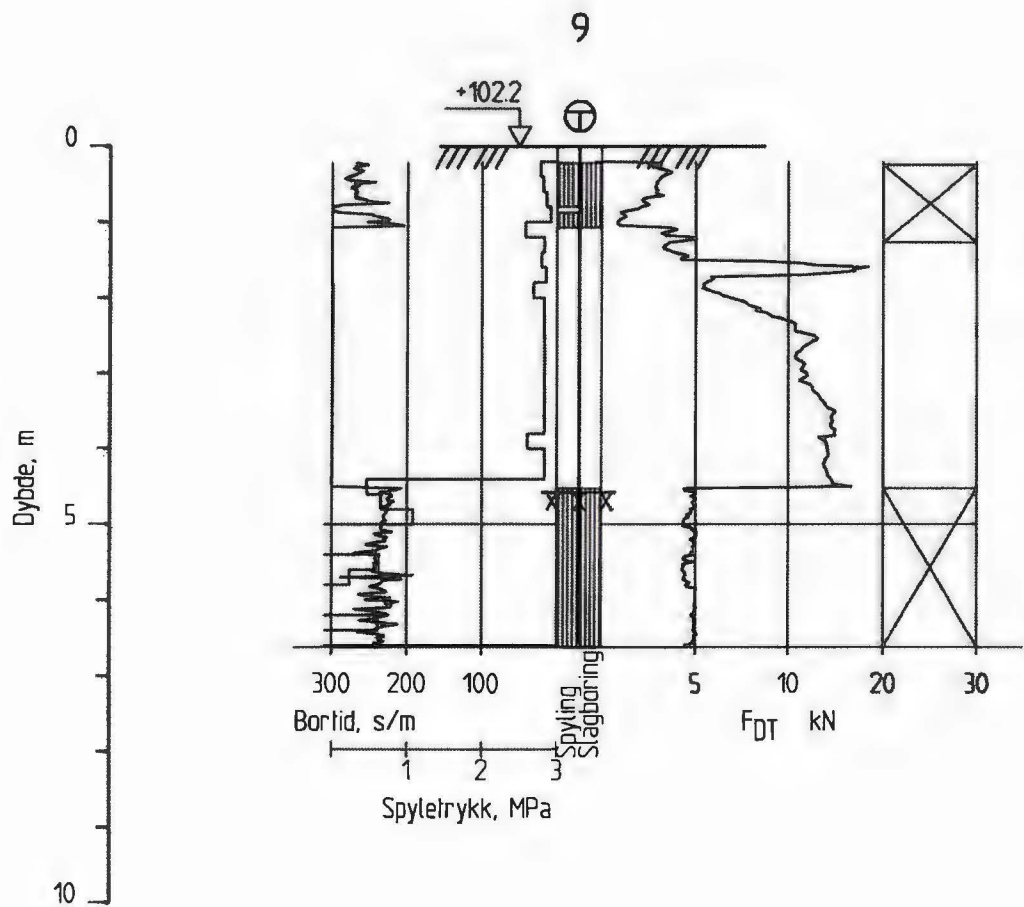 9
+102.2
T
0
Dybde, m
5
10
300 200 100 5 10 20 30
Bortid, s/m
Spyling
Slagboring
F_DT kN
1 2 3
Spyletrykk, MPa